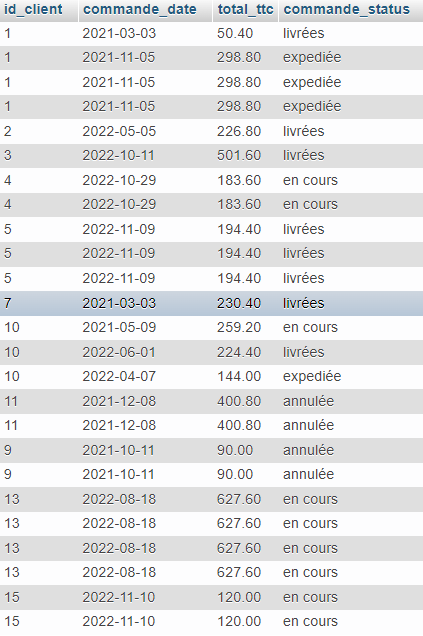 id_client commande_date total_ttc commande_status
1 2021-03-03 50.40 livrées
1 2021-11-05 298.80 expediée
1 2021-11-05 298.80 expediée
1 2021-11-05 298.80 expediée
2 2022-05-05 226.80 livrées
3 2022-10-11 501.60 livrées
4 2022-10-29 183.60 en cours
4 2022-10-29 183.60 en cours
5 2022-11-09 194.40 livrées
5 2022-11-09 194.40 livrées
5 2022-11-09 194.40 livrées
7 2021-03-03 230.40 livrées
10 2021-05-09 259.20 en cours
10 2022-06-01 224.40 livrées
10 2022-04-07 144.00 expediée
11 2021-12-08 400.80 annulée
11 2021-12-08 400.80 annulée
9 2021-10-11 90.00 annulée
9 2021-10-11 90.00 annulée
13 2022-08-18 627.60 en cours
13 2022-08-18 627.60 en cours
13 2022-08-18 627.60 en cours
13 2022-08-18 627.60 en cours
15 2022-11-10 120.00 en cours
15 2022-11-10 120.00 en cours